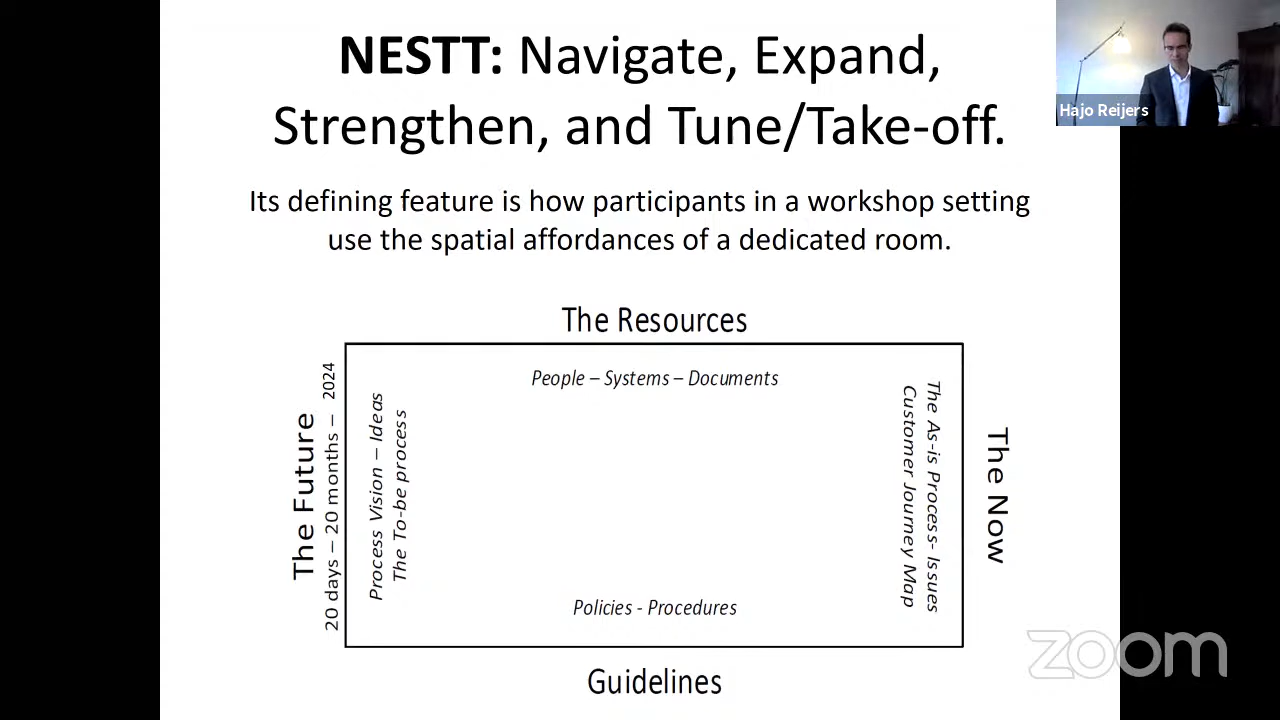 NESTT: Navigate, Expand,
Strengthen, and Tune/Take-off.
Hajo Reijers
Its defining feature is how participants in a workshop setting
use the spatial affordances of a dedicated room.
The Resources
People – Systems – Documents
The Future
20 days – 20 months – 2024
Process Vision – Ideas
The To-be process
The As-is Process- Issues
Customer Journey Map
The Now
Policies - Procedures
Guidelines
zoom